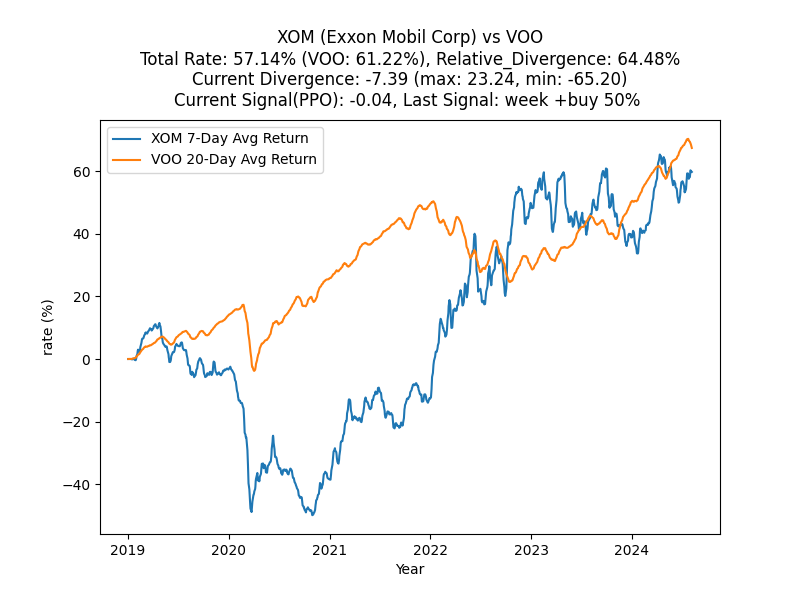 XOM (Exxon Mobil Corp) vs VOO
Total Rate: 57.14% (VOO: 61.22%), Relative_Divergence: 64.48%
Current Divergence: -7.39 (max: 23.24, min: -65.20)
Current Signal(PPO): -0.04, Last Signal: week +buy 50%
XOM 7-Day Avg Return
VOO 20-Day Avg Return
rate (%)
60
40
20
0
−20
−40
2019
2020
2021
2022
2023
2024
Year